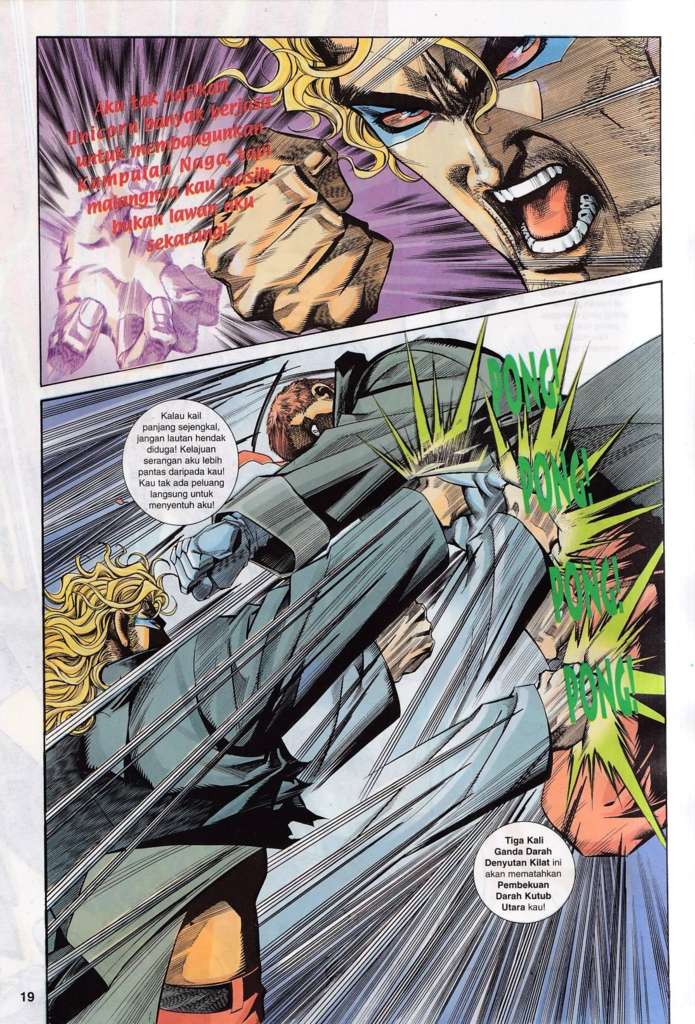 Aku tak nafikan
Unicorn banyak berjasa
untuk membangunkan
Kumpulan Naga, tapi
malangnya kau masih
bukan lawan aku
sekarang!
Kalau kail
panjang sejengkal,
jangan lautan hendak
diduga! Kelajuan
serangan aku lebih
pantas daripada kau!
Kau tak ada peluang
langsung untuk
menyentuh aku!
PONG!
PONG!
PONG!
PONG!
Tiga Kali
Ganda Darah
Denyutan Kilat ini
akan mematahkan
Pembekuan
Darah Kutub
Utara kau!
19